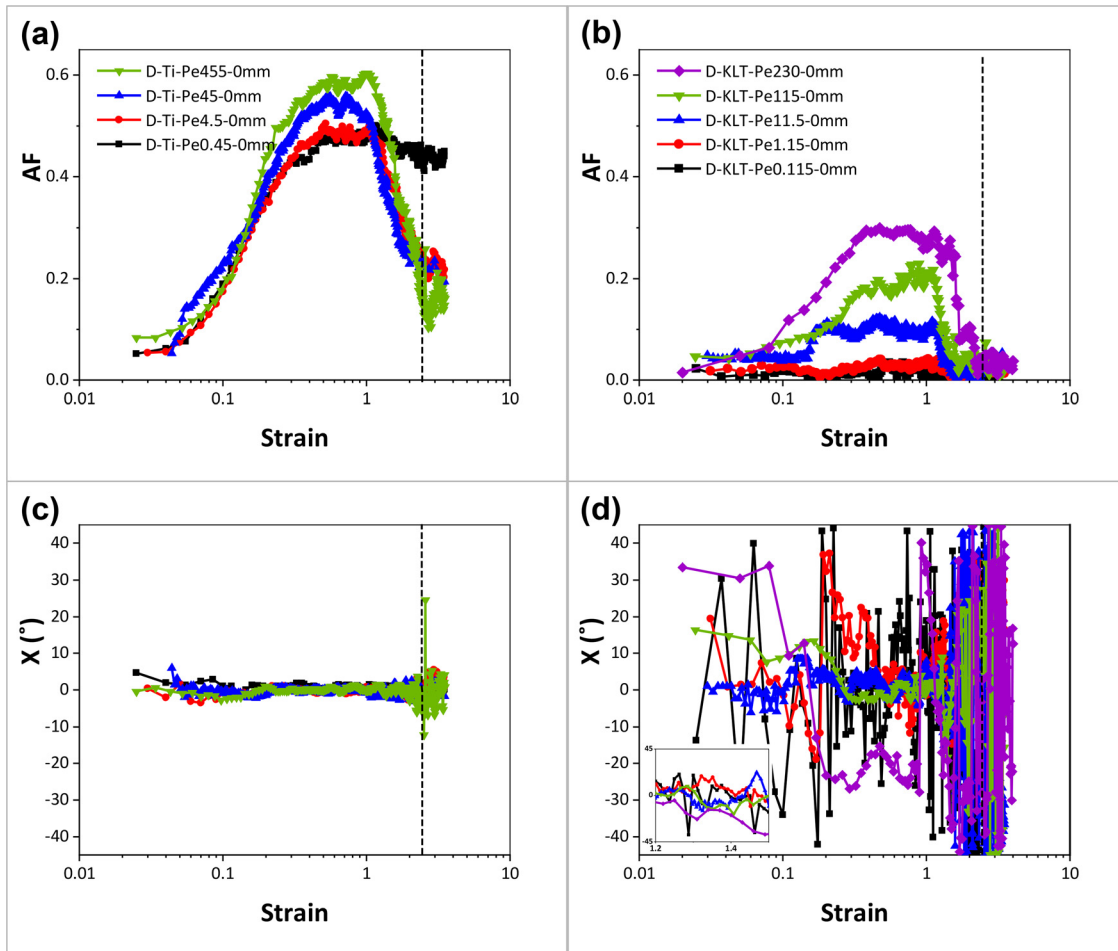 (a)
D-Ti-Pe455-0mm
D-Ti-Pe45-0mm
D-Ti-Pe4.5-0mm
D-Ti-Pe0.45-0mm
AF
0.6
0.4
0.2
0.0
0.01 0.1 1 10
Strain
(b)
D-KLT-Pe230-0mm
D-KLT-Pe115-0mm
D-KLT-Pe11.5-0mm
D-KLT-Pe1.15-0mm
D-KLT-Pe0.115-0mm
AF
0.6
0.4
0.2
0.0
0.01 0.1 1 10
Strain
(c)
X (°)
40
30
20
10
0
-10
-20
-30
-40
0.01 0.1 1 10
Strain
(d)
X (°)
40
30
20
10
0
-10
-20
-30
-40
45
0
-45
1.2 1.4
0.01 0.1 1 10
Strain